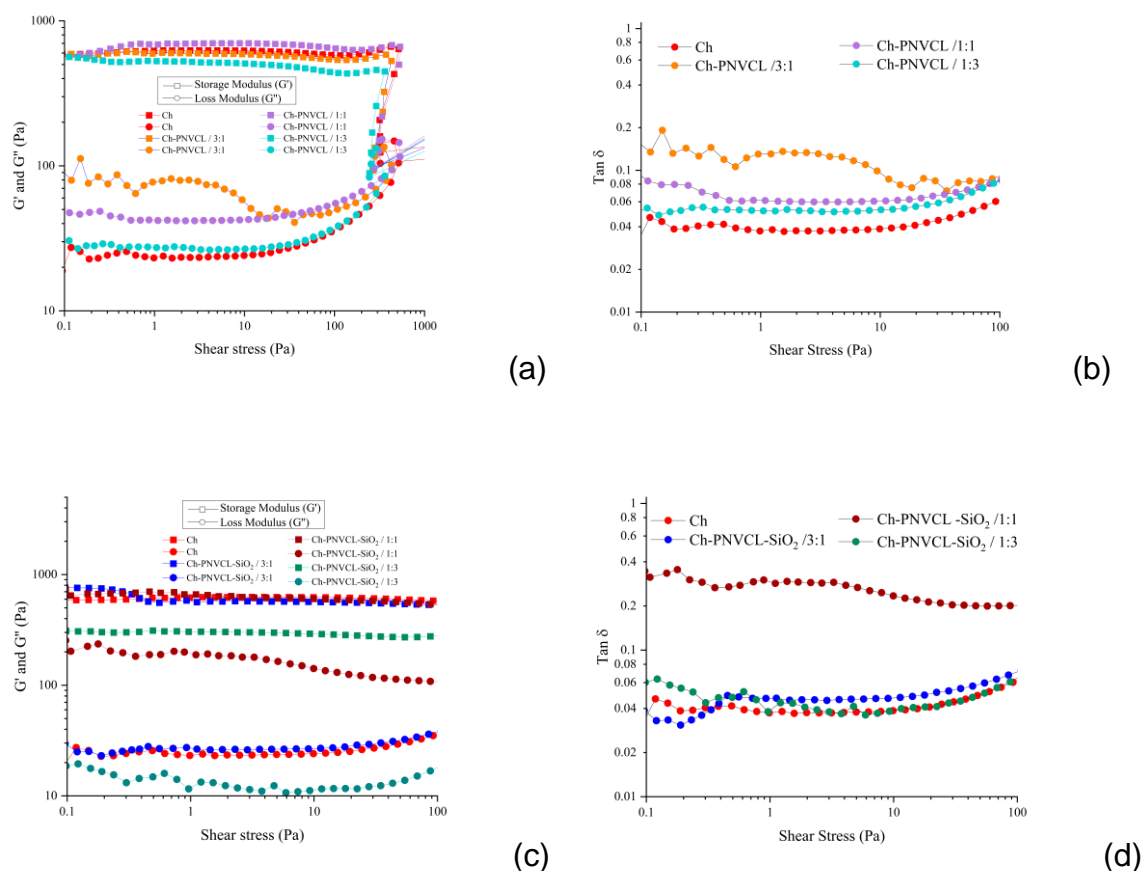 1000
100
10
G' and G" (Pa)
0.1 1 10 100 1000
Shear stress (Pa)
Storage Modulus (G')
Loss Modulus (G")
Ch
Ch
Ch-PNVCL / 3:1
Ch-PNVCL / 3:1
Ch-PNVCL / 1:1
Ch-PNVCL / 1:1
Ch-PNVCL / 1:3
Ch-PNVCL / 1:3
(a)
1
0.8
0.6
0.4
0.2
0.1
0.08
0.06
0.04
0.02
0.01
Tan δ
0.1 1 10 100
Shear Stress (Pa)
Ch
Ch-PNVCL /3:1
Ch-PNVCL /1:1
Ch-PNVCL / 1:3
(b)
1000
100
10
G' and G" (Pa)
0.1 1 10 100
Shear stress (Pa)
Storage Modulus (G')
Loss Modulus (G")
Ch
Ch
Ch-PNVCL-SiO₂ / 3:1
Ch-PNVCL-SiO₂ / 3:1
Ch-PNVCL-SiO₂ / 1:1
Ch-PNVCL-SiO₂ / 1:1
Ch-PNVCL-SiO₂ / 1:3
Ch-PNVCL-SiO₂ / 1:3
(c)
1
0.8
0.6
0.4
0.2
0.1
0.08
0.06
0.04
0.02
0.01
Tan δ
0.1 1 10 100
Shear Stress (Pa)
Ch
Ch-PNVCL-SiO₂ /3:1
Ch-PNVCL -SiO₂ /1:1
Ch-PNVCL-SiO₂ / 1:3
(d)